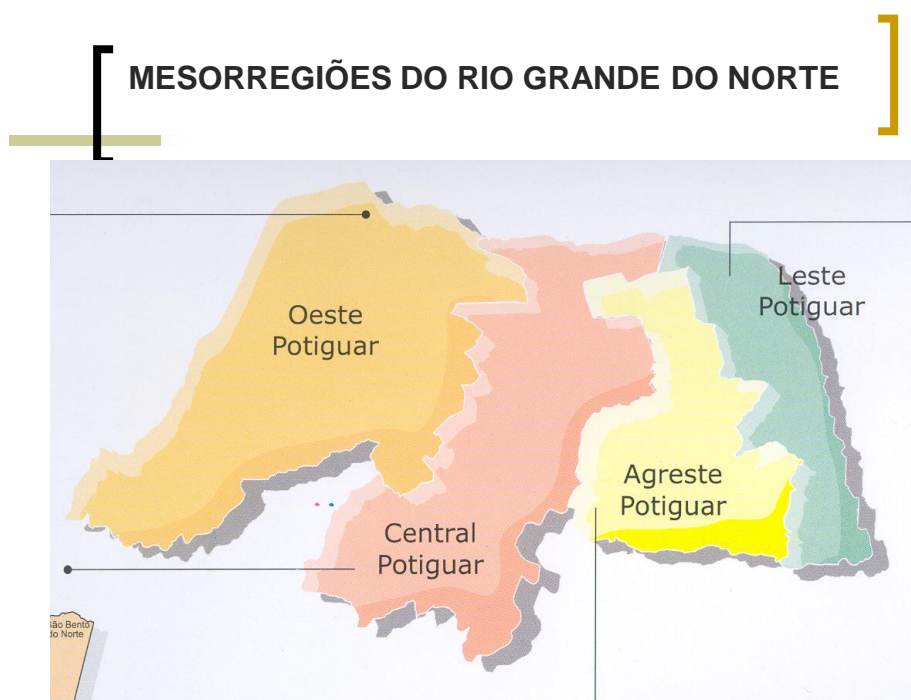 MESORREGIÕES DO RIO GRANDE DO NORTE
Leste
Potiguar
Oeste
Potiguar
Agreste
Potiguar
Central
Potiguar
São Bento
do Norte